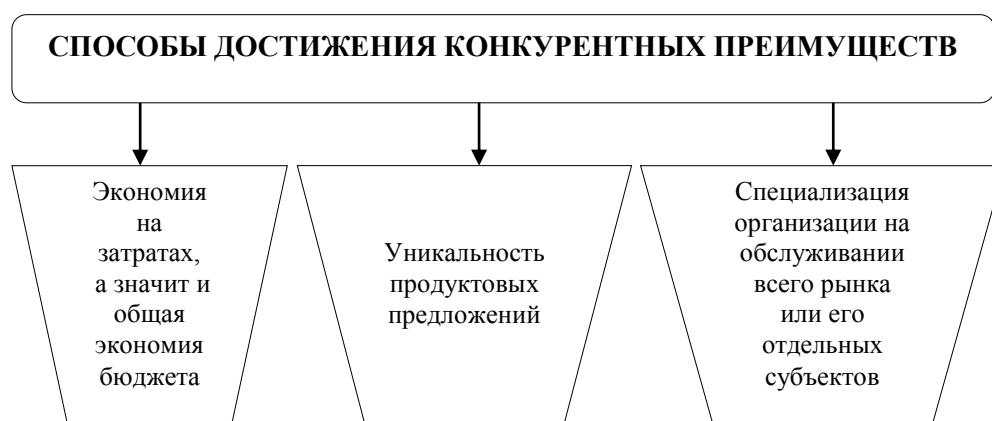 СПОСОБЫ ДОСТИЖЕНИЯ КОНКУРЕНТНЫХ ПРЕИМУЩЕСТВ
Экономия
на
затратах,
а значит и
общая
экономия
бюджета
Уникальность
продуктовых
предложений
Специализация
организации на
обслуживании
всего рынка
или его
отдельных
субъектов